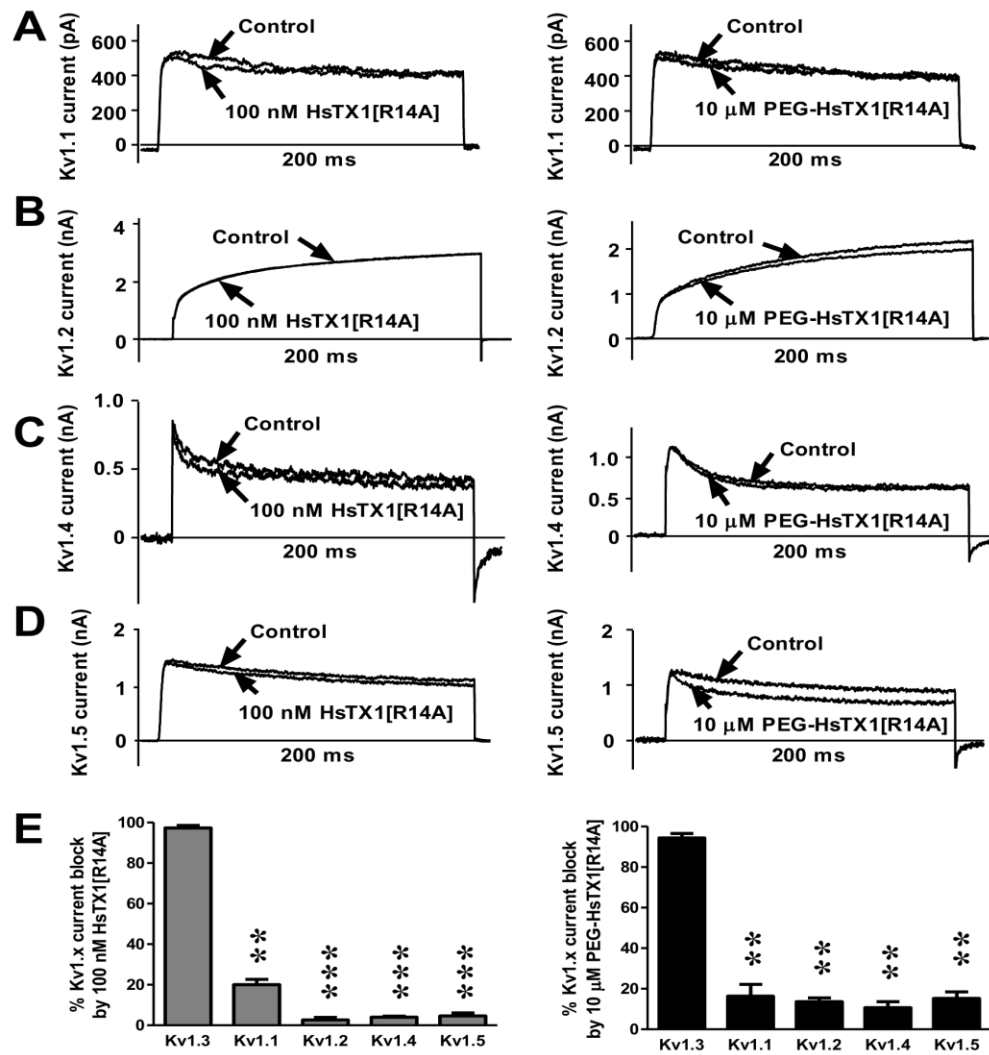 A
Kv1.1 current (pA)
600
400
200
0
Control
100 nM HsTX1[R14A]
200 ms
Kv1.1 current (pA)
600
400
200
0
Control
10 μM PEG-HsTX1[R14A]
200 ms
B
Kv1.2 current (nA)
4
2
0
Control
100 nM HsTX1[R14A]
200 ms
Kv1.2 current (nA)
2
1
0
Control
10 μM PEG-HsTX1[R14A]
200 ms
C
Kv1.4 current (nA)
1.0
0.5
0
Control
100 nM HsTX1[R14A]
200 ms
Kv1.4 current (nA)
1.0
0.5
0
Control
10 μM PEG-HsTX1[R14A]
200 ms
D
Kv1.5 current (nA)
2
1
0
Control
100 nM HsTX1[R14A]
200 ms
Kv1.5 current (nA)
2
1
0
Control
10 μM PEG-HsTX1[R14A]
200 ms
E
% Kv1.x current block
by 100 nM HsTX1[R14A]
100
80
60
40
20
0
**
***
***
***
Kv1.3 Kv1.1 Kv1.2 Kv1.4 Kv1.5
% Kv1.x current block
by 10 μM PEG-HsTX1[R14A]
100
80
60
40
20
0
**
**
**
**
Kv1.3 Kv1.1 Kv1.2 Kv1.4 Kv1.5